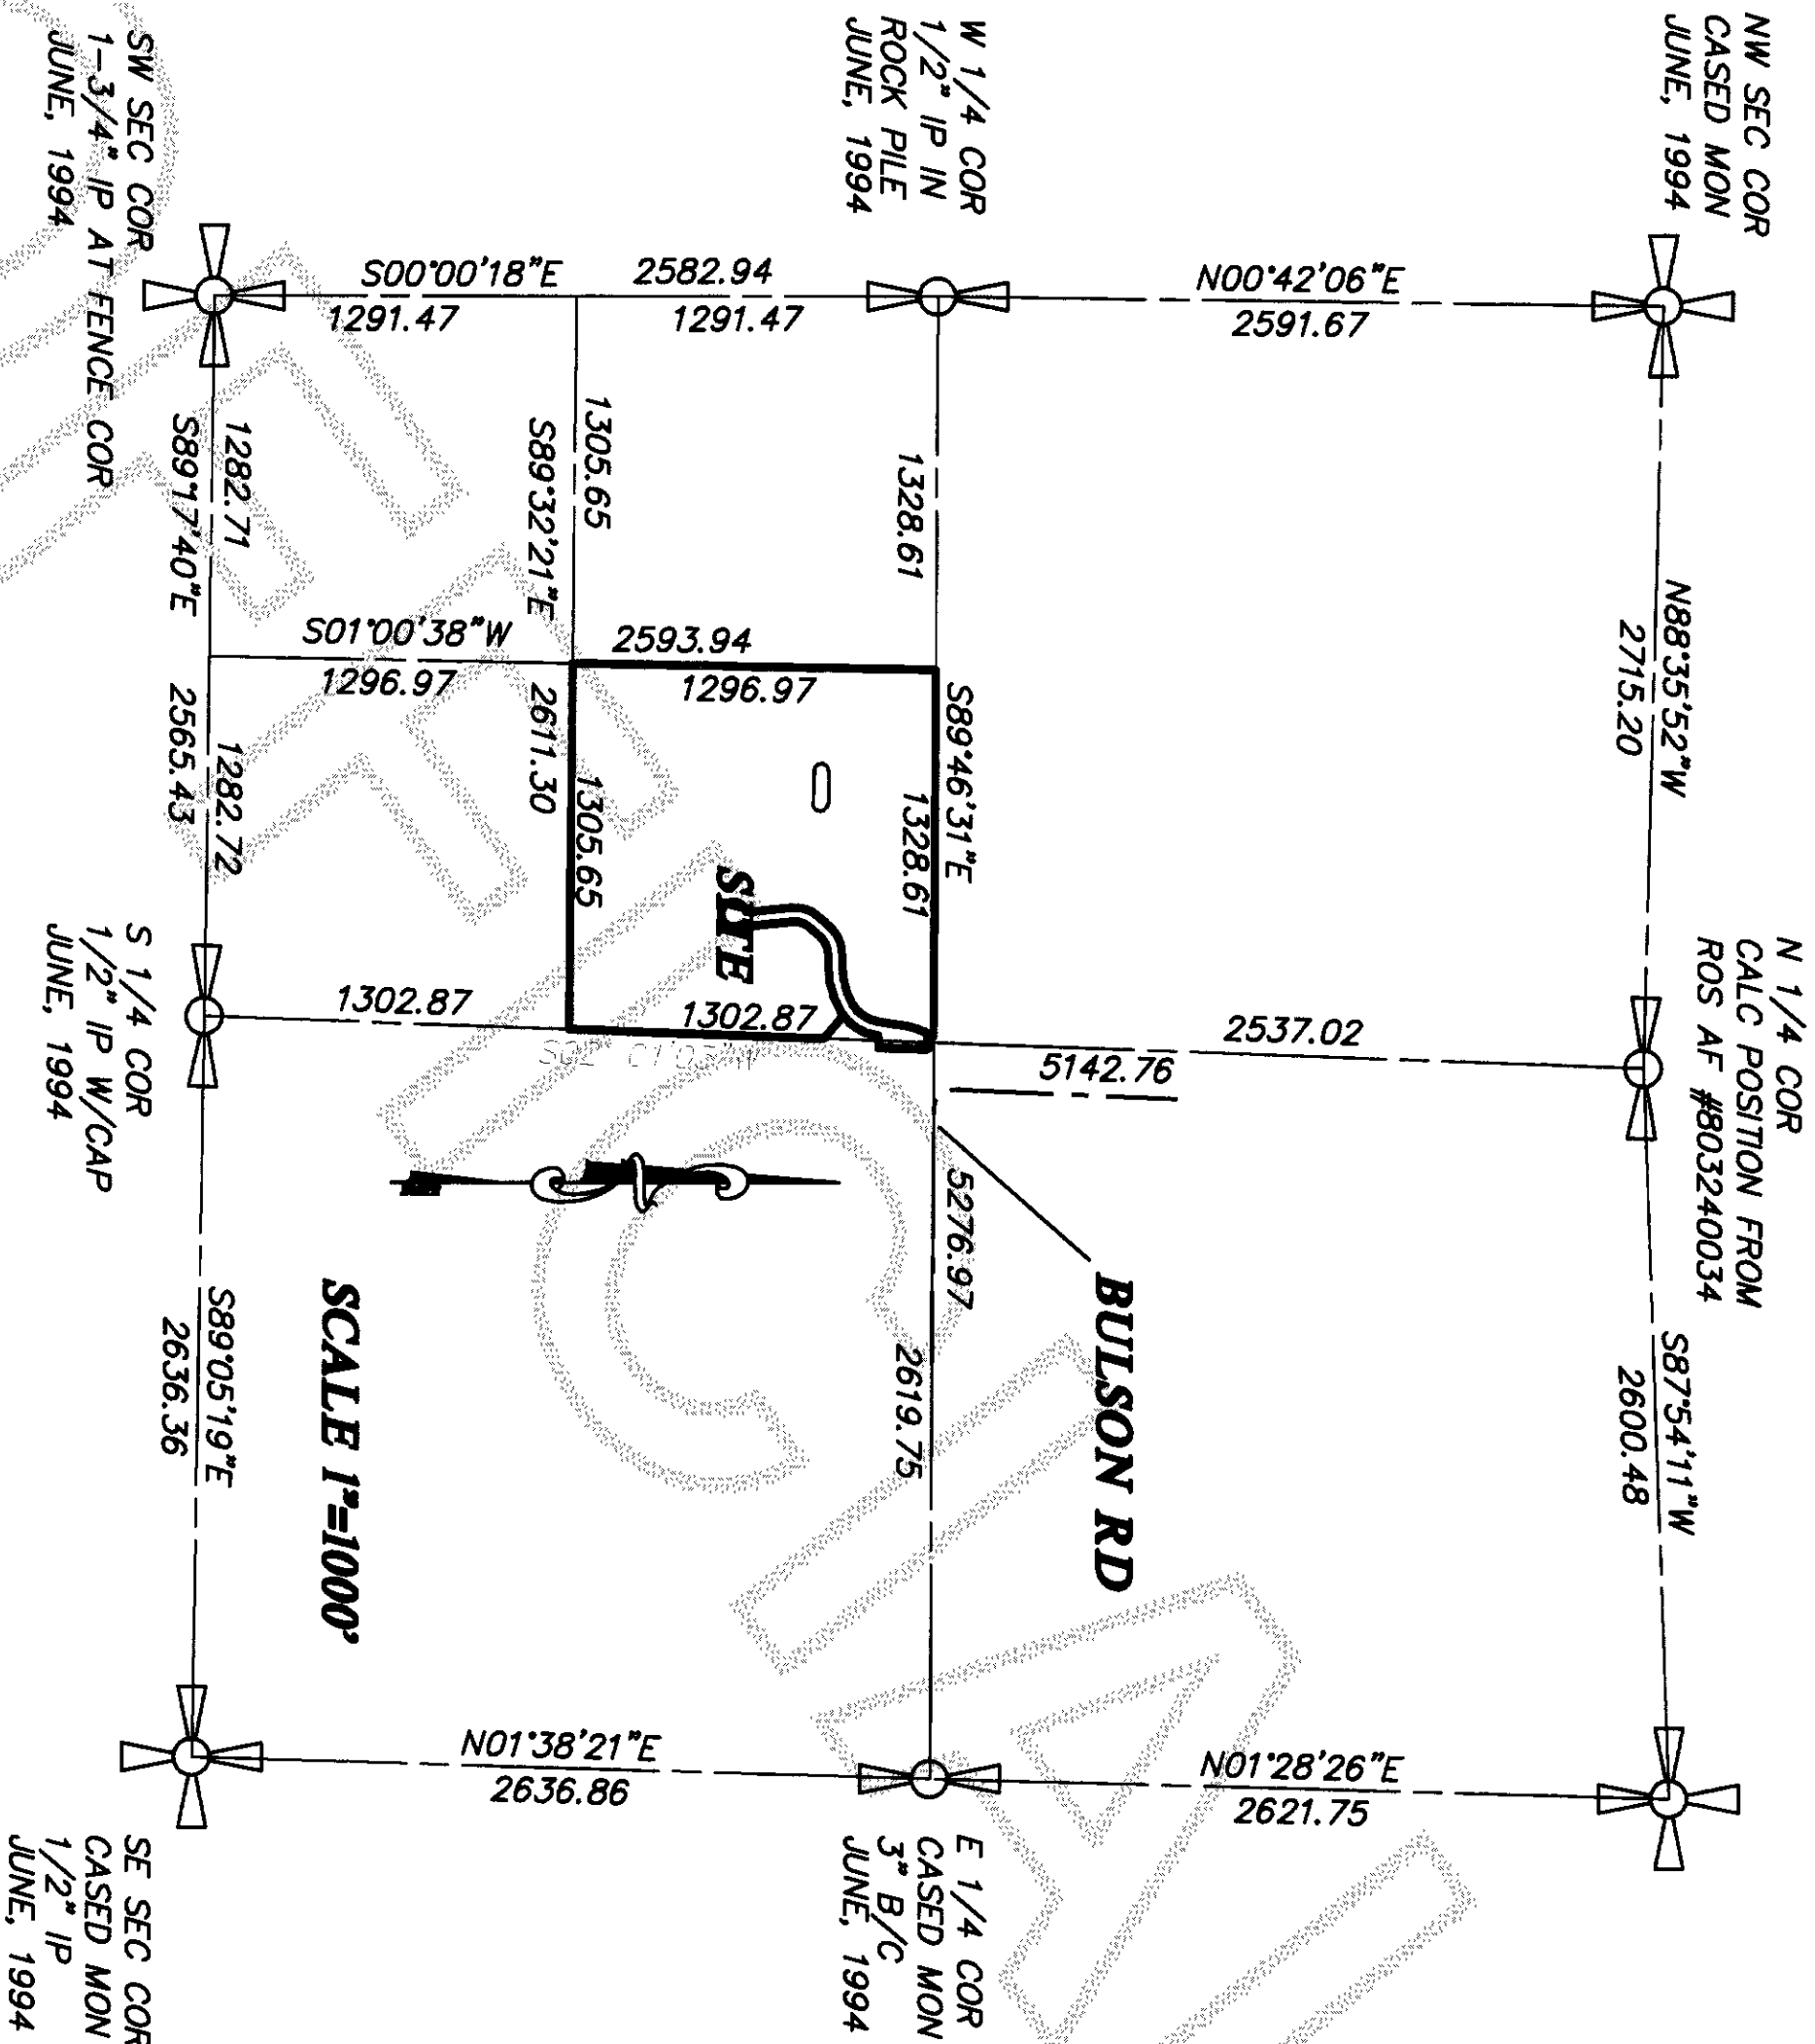 NW SEC COR
CASED MON
JUNE, 1994
N88°35'52"W
2715.20
N 1/4 COR
CALC POSITION FROM
ROS AF #803240034
S87°54'11"W
2600.48
N00°42'06"E
2591.67
2537.02
5142.76
N01°28'26"E
2621.75
BULSON RD
W 1/4 COR
1/2" IP IN
ROCK PILE
JUNE, 1994
1328.61
S89°46'31"E
1328.61
5276.97
2619.75
E 1/4 COR
CASED MON
3" B/C
JUNE, 1994
S00°00'18"E
2582.94
1291.47
1291.47
2593.94
1296.97
SITE
1302.87
1305.65
S89°32'21"E
1305.65
2611.30
S01°00'38"W
1296.97
1302.87
SCALE 1"=1000'
N01°38'21"E
2636.86
1282.71
S89°17'40"E
1282.72
2565.43
S89°05'19"E
2636.36
SW SEC COR
1-3/4" IP AT FENCE COR
JUNE, 1994
S 1/4 COR
1/2" IP W/CAP
JUNE, 1994
SE SEC COR
CASED MON
1/2" IP
JUNE, 1994